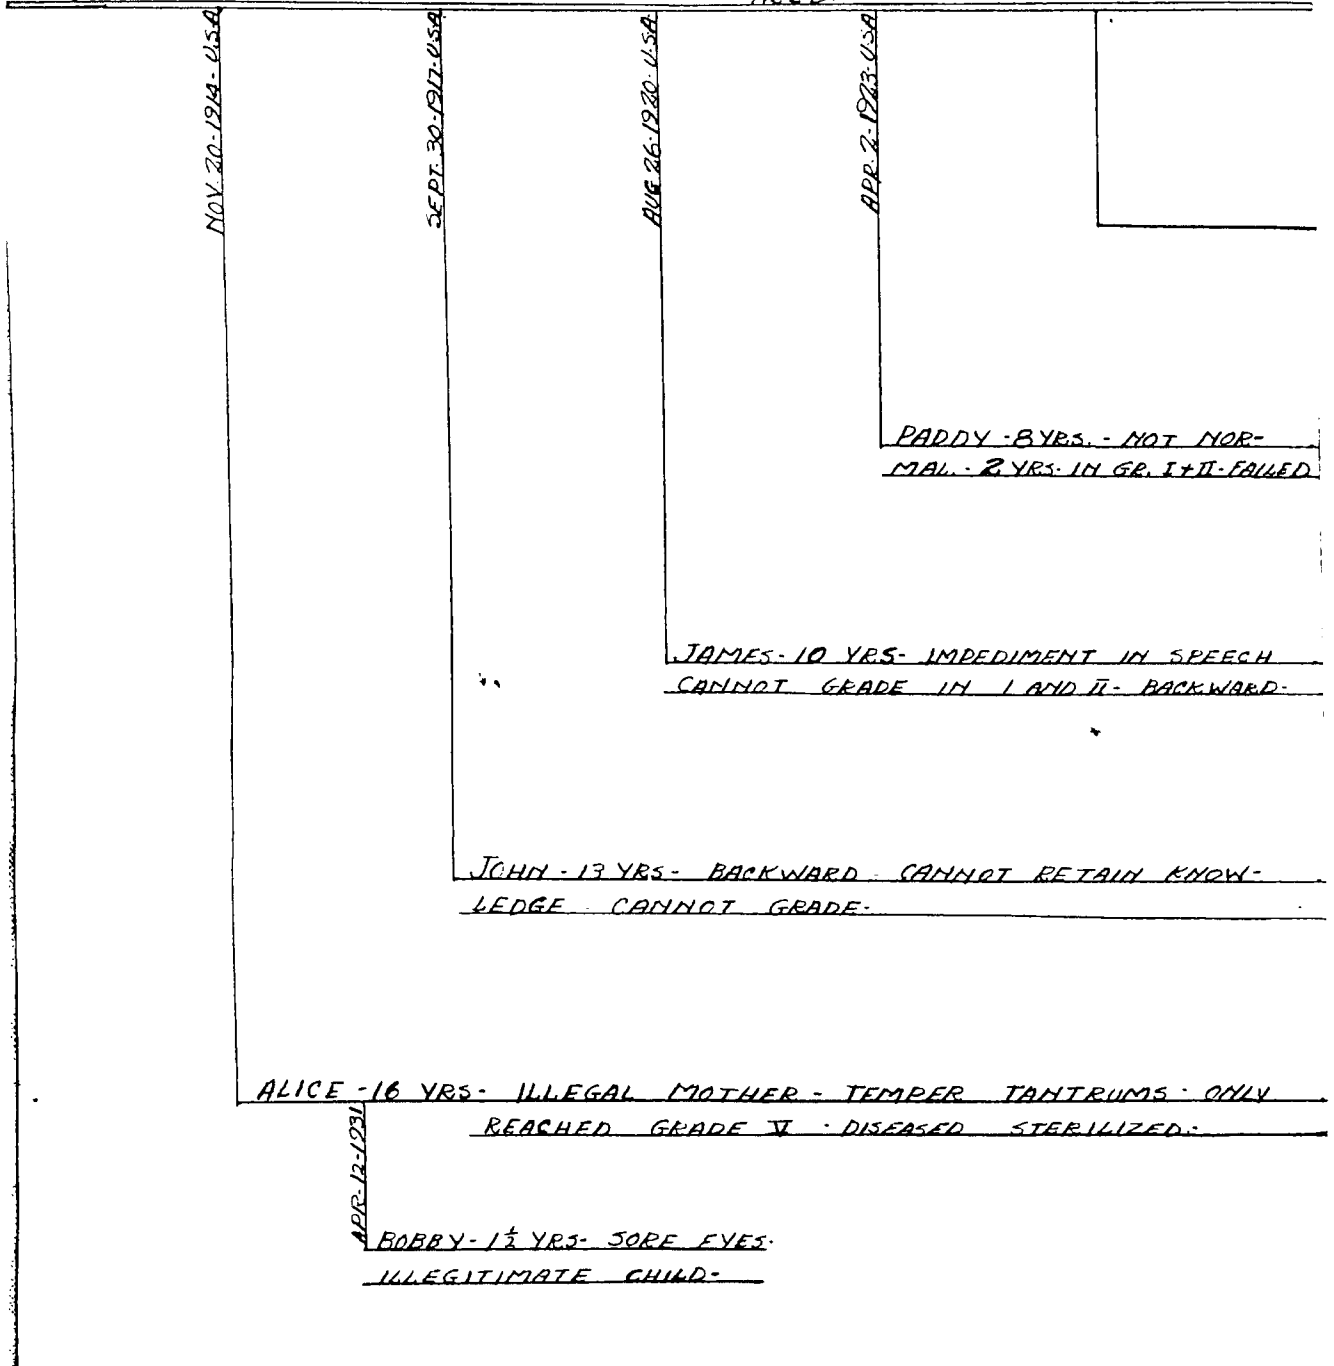 NOV. 20-1914-U.S.A
SEPT. 30-1917-U.S.A
AUG 26-1920-U.S.A
APR. 2-1923-U.S.A
PADDY - 8 YRS. - NOT NOR-
MAL - 2 YRS. IN GR. I + II - FAILED
JAMES - 10 YRS - IMPEDIMENT IN SPEECH
CANNOT GRADE IN I AND II - BACKWARD -
JOHN - 13 YRS - BACKWARD - CANNOT RETAIN KNOW-
LEDGE - CANNOT GRADE -
ALICE - 16 YRS - ILLEGAL MOTHER - TEMPER TANTRUMS - ONLY
REACHED GRADE V - DISEASED STERILIZED -
APR-12-1931
BOBBY - 1½ YRS - SORE EYES -
ILLEGITIMATE CHILD -